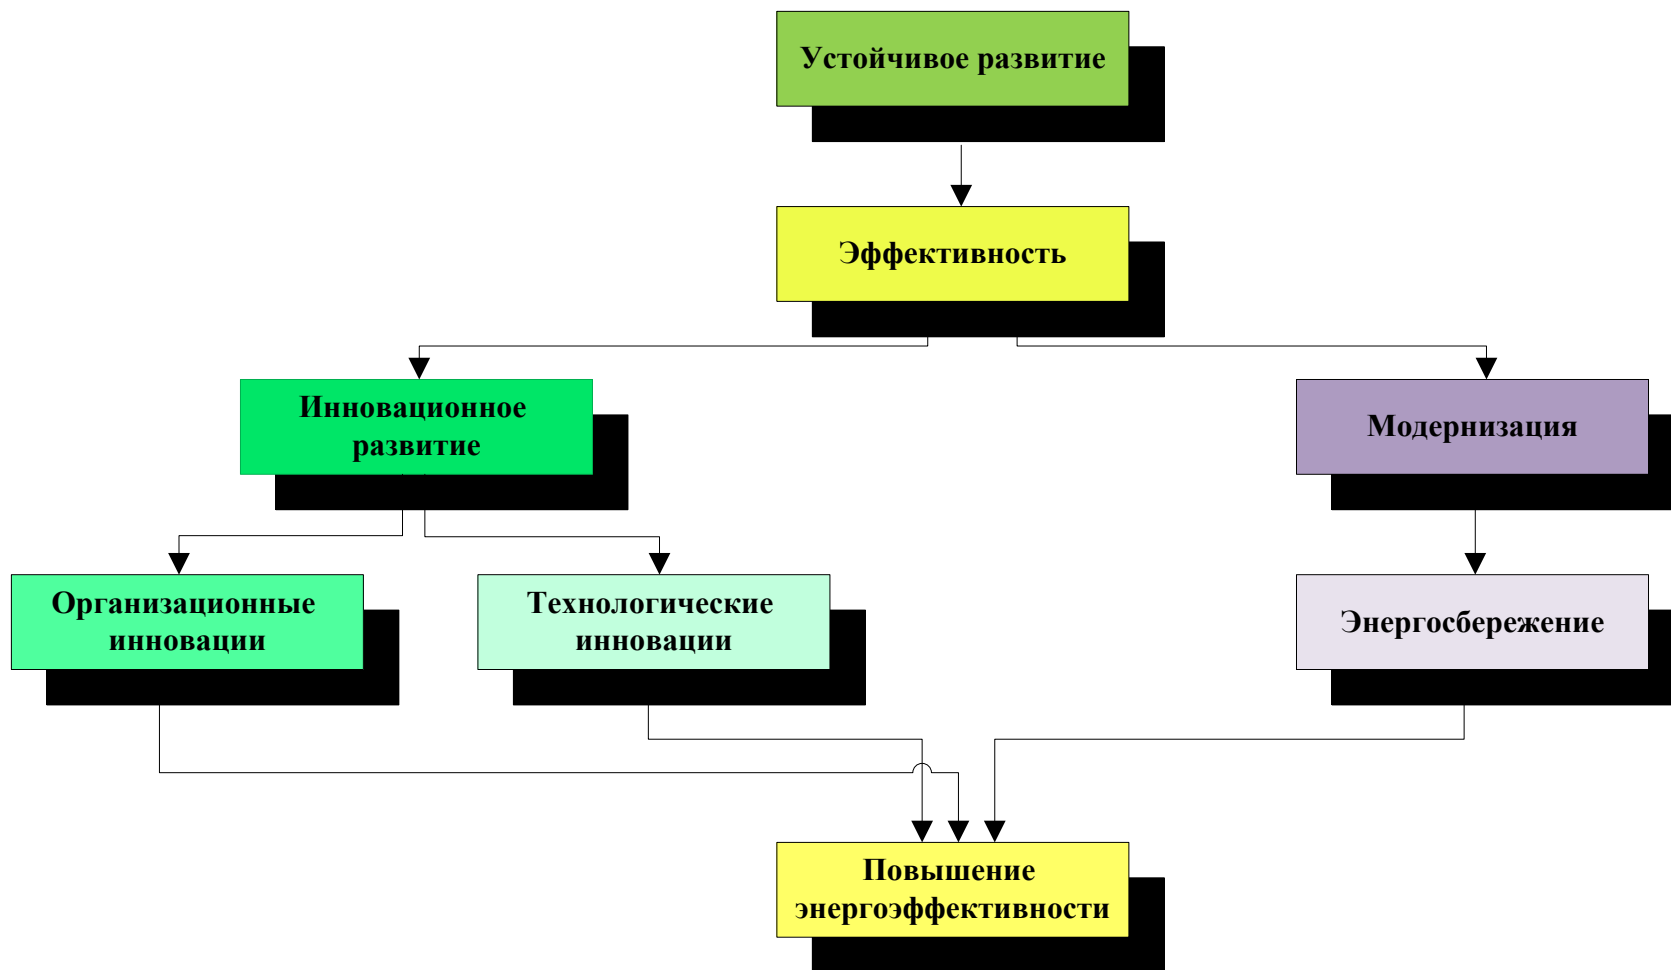 Устойчивое развитие
Эффективность
Инновационное
развитие
Модернизация
Организационные
инновации
Технологические
инновации
Энергосбережение
Повышение
энергоэффективности